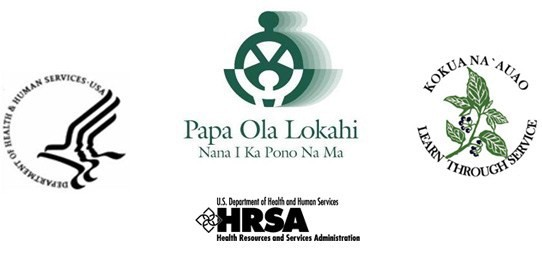 DEPARTMENT OF HEALTH & HUMAN SERVICES · USA
Papa Ola Lokahi
Nana I Ka Pono Na Ma
KOKUA NA`AUAO
LEARN THROUGH SERVICE
U.S. Department of Health and Human Services
HRSA
Health Resources and Services Administration